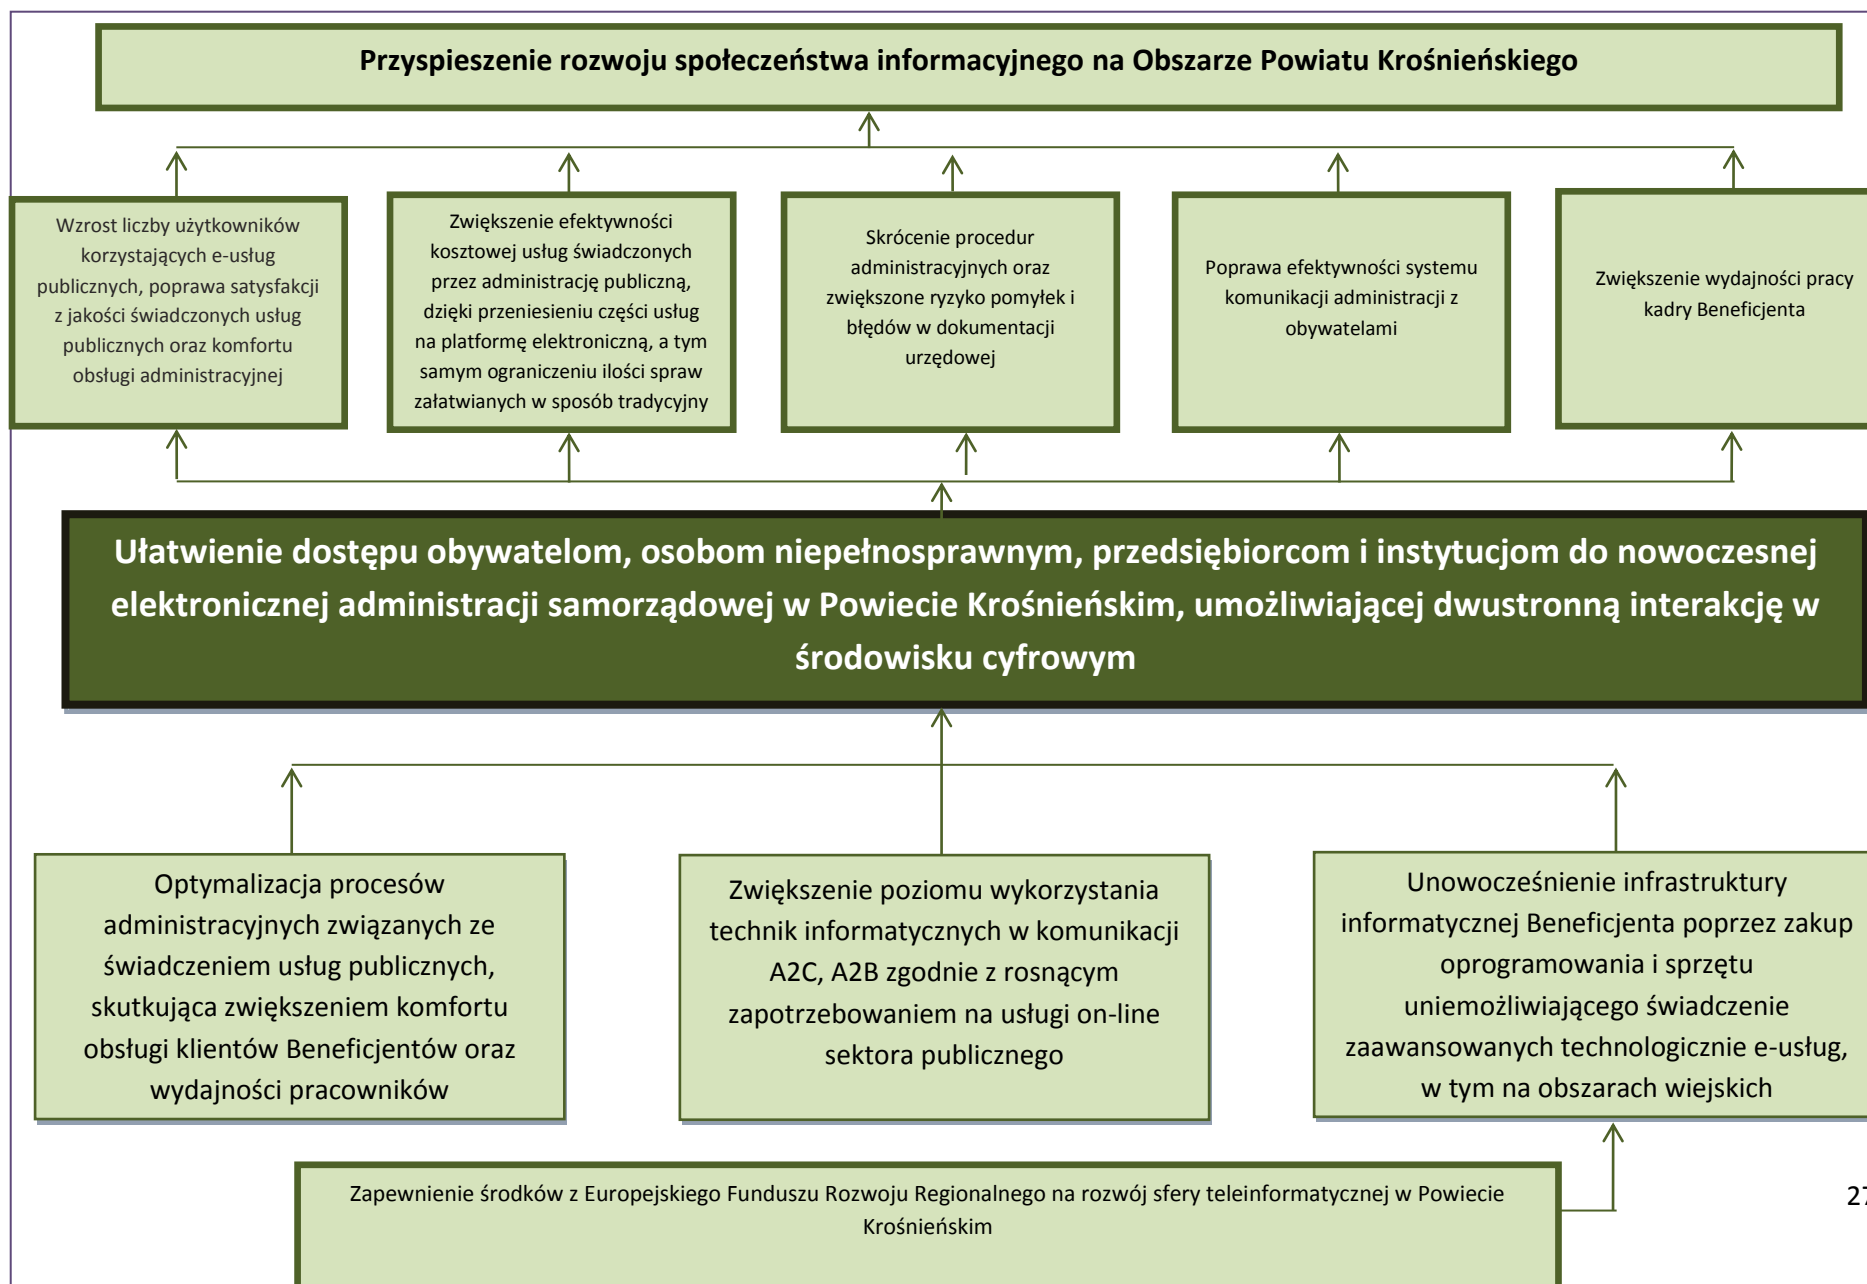 Przyspieszenie rozwoju społeczeństwa informacyjnego na Obszarze Powiatu Krośnieńskiego
Wzrost liczby użytkowników
korzystających e-usług
publicznych, poprawa satysfakcji
z jakości świadczonych usług
publicznych oraz komfortu
obsługi administracyjnej
Zwiększenie efektywności
kosztowej usług świadczonych
przez administrację publiczną,
dzięki przeniesieniu części usług
na platformę elektroniczną, a tym
samym ograniczeniu ilości spraw
załatwianych w sposób tradycyjny
Skrócenie procedur
administracyjnych oraz
zwiększone ryzyko pomyłek i
błędów w dokumentacji
urzędowej
Poprawa efektywności systemu
komunikacji administracji z
obywatelami
Zwiększenie wydajności pracy
kadry Beneficjenta
Ułatwienie dostępu obywatelom, osobom niepełnosprawnym, przedsiębiorcom i instytucjom do nowoczesnej
elektronicznej administracji samorządowej w Powiecie Krośnieńskim, umożliwiającej dwustronną interakcję w
środowisku cyfrowym
Optymalizacja procesów
administracyjnych związanych ze
świadczeniem usług publicznych,
skutkująca zwiększeniem komfortu
obsługi klientów Beneficjentów oraz
wydajności pracowników
Zwiększenie poziomu wykorzystania
technik informatycznych w komunikacji
A2C, A2B zgodnie z rosnącym
zapotrzebowaniem na usługi on-line
sektora publicznego
Unowocześnienie infrastruktury
informatycznej Beneficjenta poprzez zakup
oprogramowania i sprzętu
uniemożliwiającego świadczenie
zaawansowanych technologicznie e-usług,
w tym na obszarach wiejskich
Zapewnienie środków z Europejskiego Funduszu Rozwoju Regionalnego na rozwój sfery teleinformatycznej w Powiecie
Krośnieńskim
27